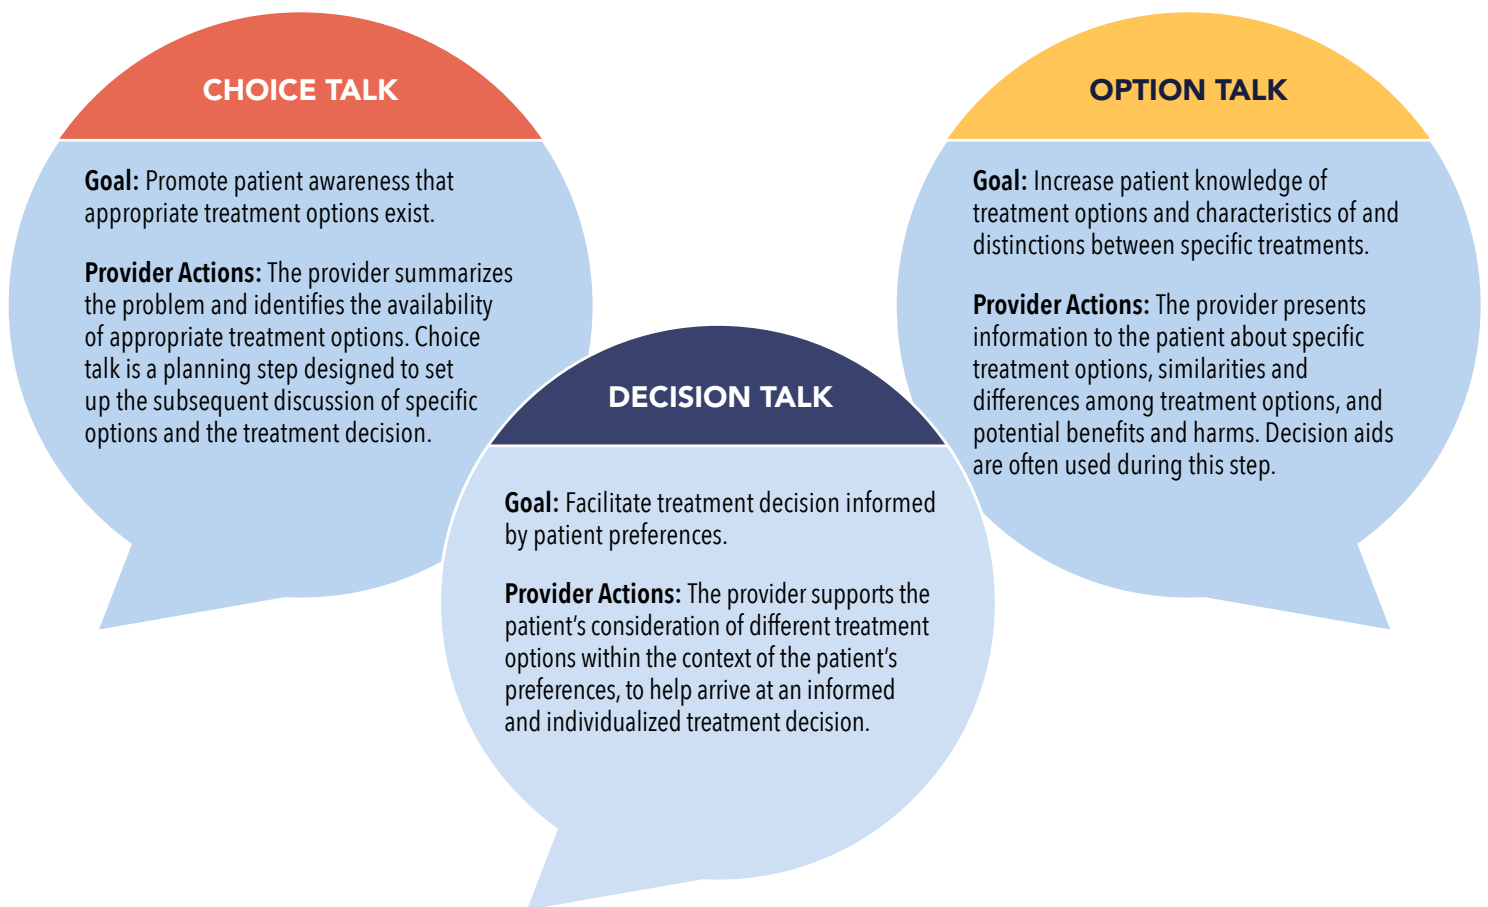 CHOICE TALK
Goal: Promote patient awareness that
appropriate treatment options exist.
Provider Actions: The provider summarizes
the problem and identifies the availability
of appropriate treatment options. Choice
talk is a planning step designed to set
up the subsequent discussion of specific
options and the treatment decision.
OPTION TALK
Goal: Increase patient knowledge of
treatment options and characteristics of and
distinctions between specific treatments.
Provider Actions: The provider presents
information to the patient about specific
treatment options, similarities and
differences among treatment options, and
potential benefits and harms. Decision aids
are often used during this step.
DECISION TALK
Goal: Facilitate treatment decision informed
by patient preferences.
Provider Actions: The provider supports the
patient’s consideration of different treatment
options within the context of the patient’s
preferences, to help arrive at an informed
and individualized treatment decision.